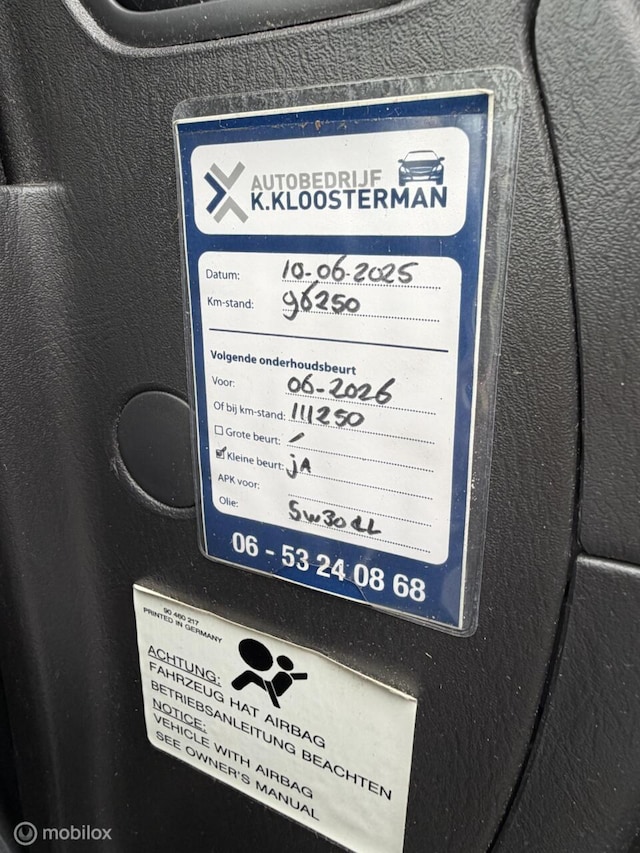 AUTOBEDRIJF
K.KLOOSTERMAN
Datum: 10-06-2025
Km-stand: 96250
Volgende onderhoudsbeurt
Voor: 06-2026
Of bij km-stand: 111250
Grote beurt: /
Kleine beurt: jA
APK voor:
Olie: 5w30 LL
06 - 53 24 08 68
90 460 217
PRINTED IN GERMANY
ACHTUNG:
FAHRZEUG HAT AIRBAG
BETRIEBSANLEITUNG BEACHTEN
NOTICE:
VEHICLE WITH AIRBAG
SEE OWNER'S MANUAL
mobilox